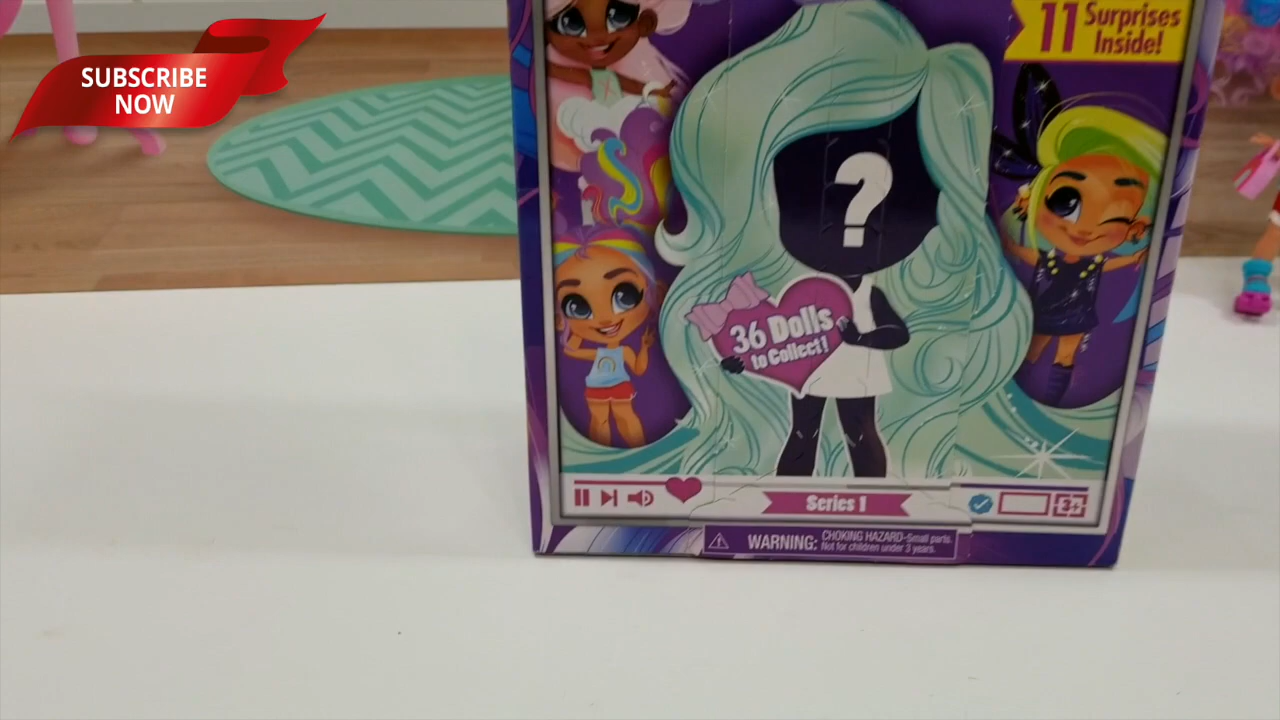 SUBSCRIBE
NOW
11 Surprises
Inside!
?
36 Dolls
to Collect!
Series 1
3+
WARNING: CHOKING HAZARD-Small parts.
Not for children under 3 years.